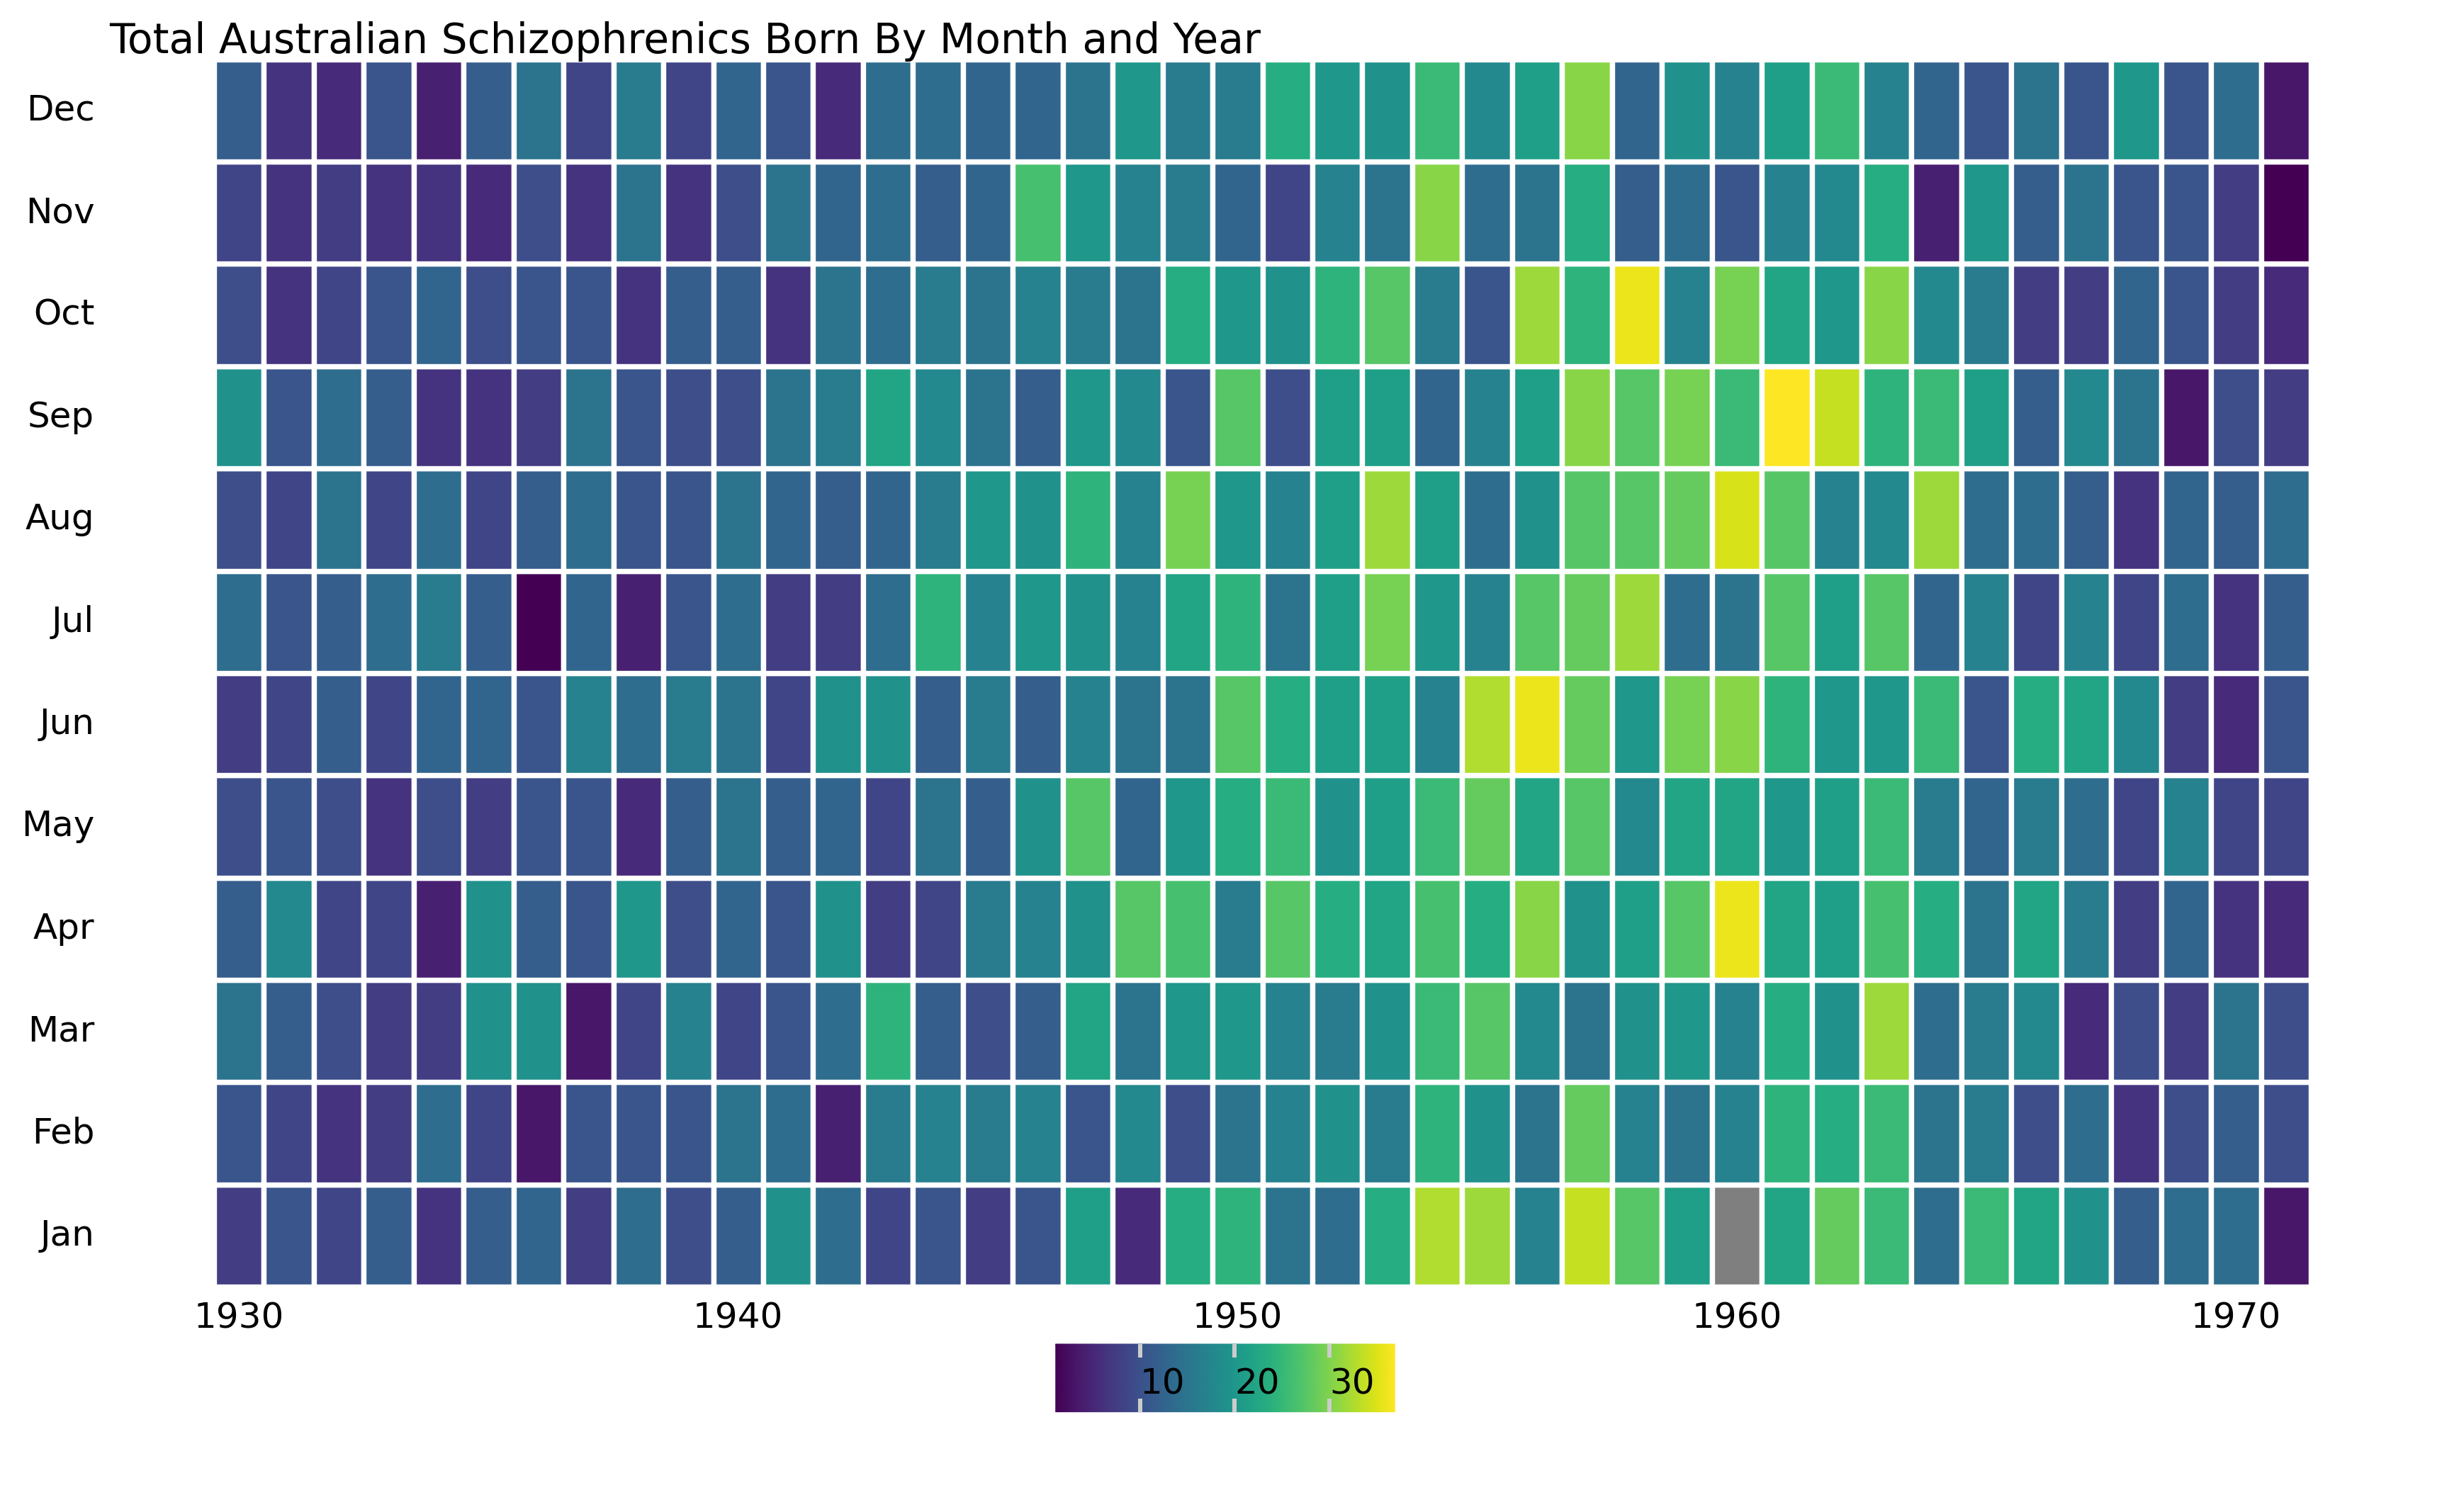 Total Australian Schizophrenics Born By Month and Year
Dec
Nov
Oct
Sep
Aug
Jul
Jun
May
Apr
Mar
Feb
Jan
1930 1940 1950 1960 1970
10 20 30